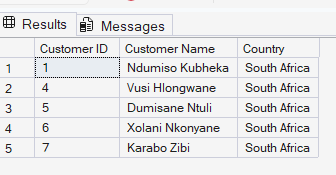 Results Messages
Customer ID Customer Name Country
1 1 Ndumiso Kubheka South Africa
2 4 Vusi Hlongwane South Africa
3 5 Dumisane Ntuli South Africa
4 6 Xolani Nkonyane South Africa
5 7 Karabo Zibi South Africa